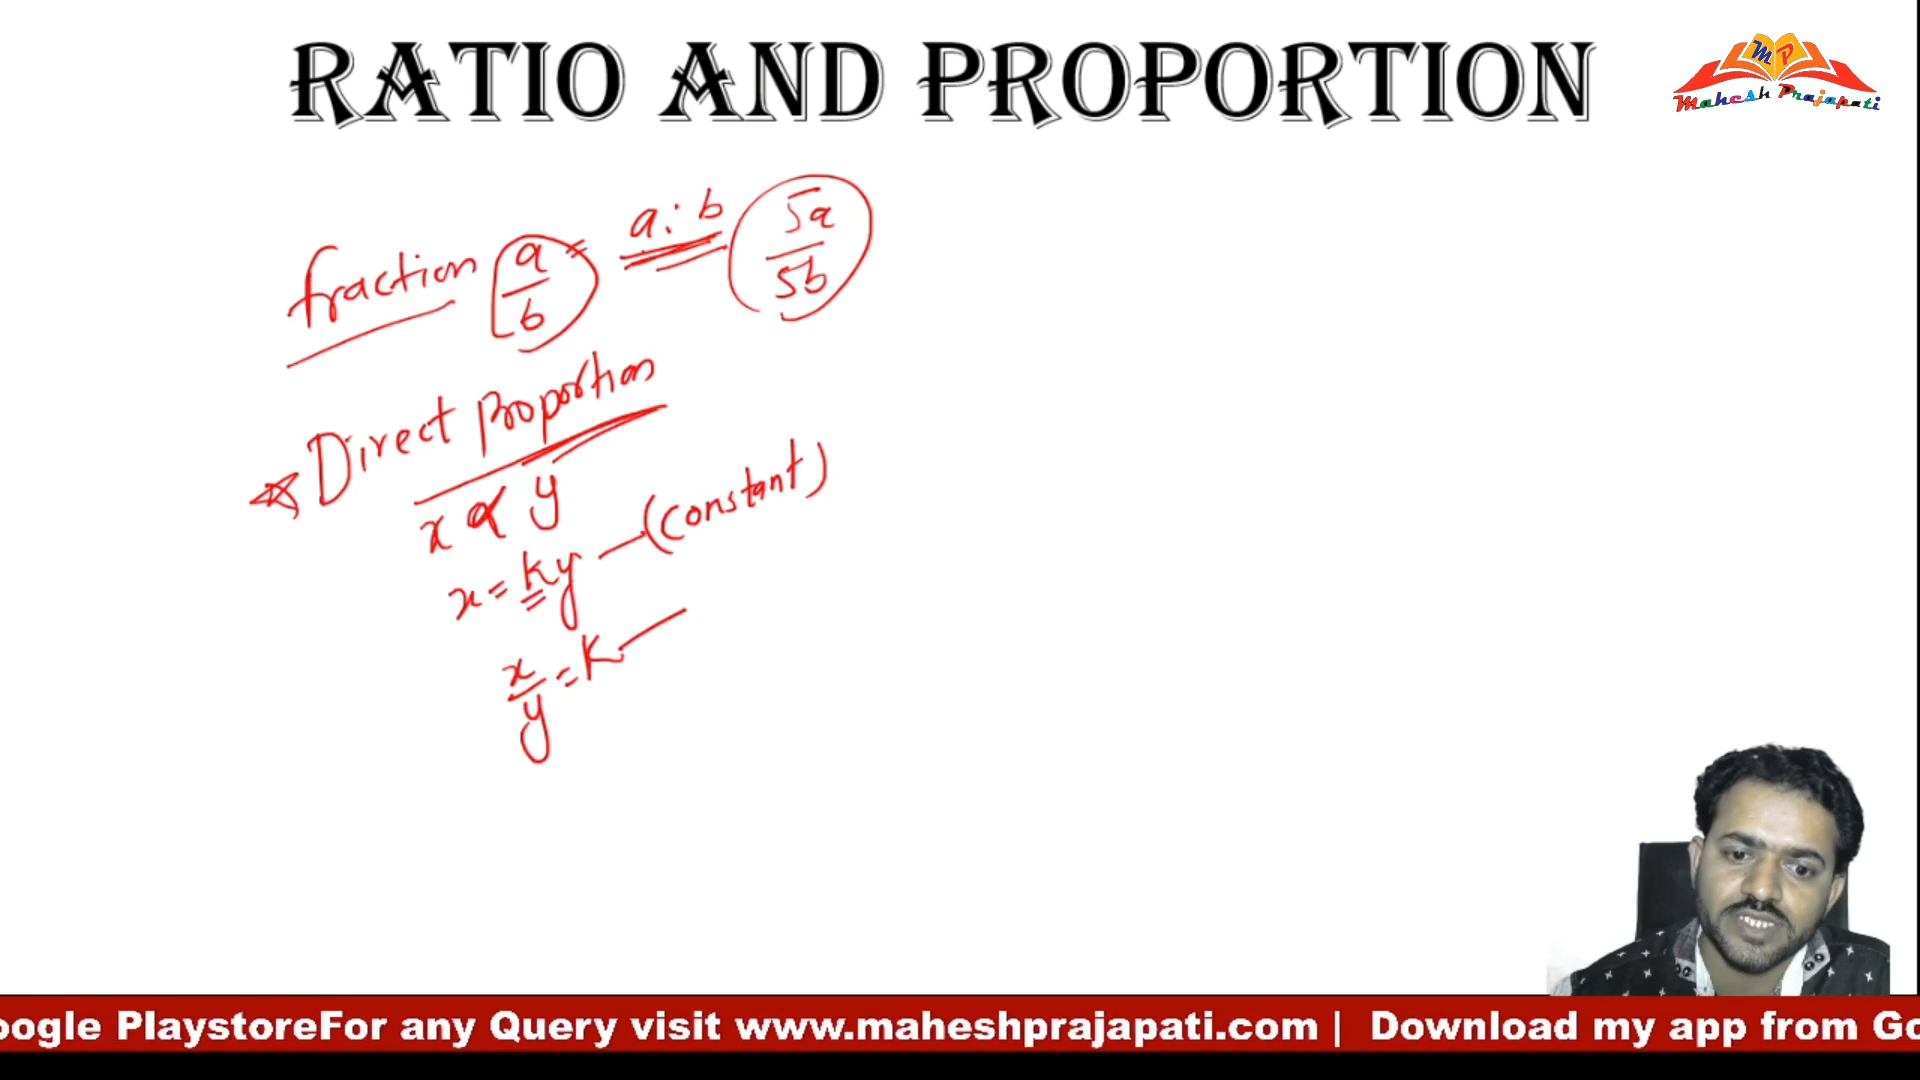 RATIO AND PROPORTION
MP
Mahesh Prajapati
fraction a/b = a:b 5a/5b
Direct proportion
x α y
x = ky — (constant)
x/y = k —
oogle PlaystoreFor any Query visit www.maheshprajapati.com | Download my app from Go